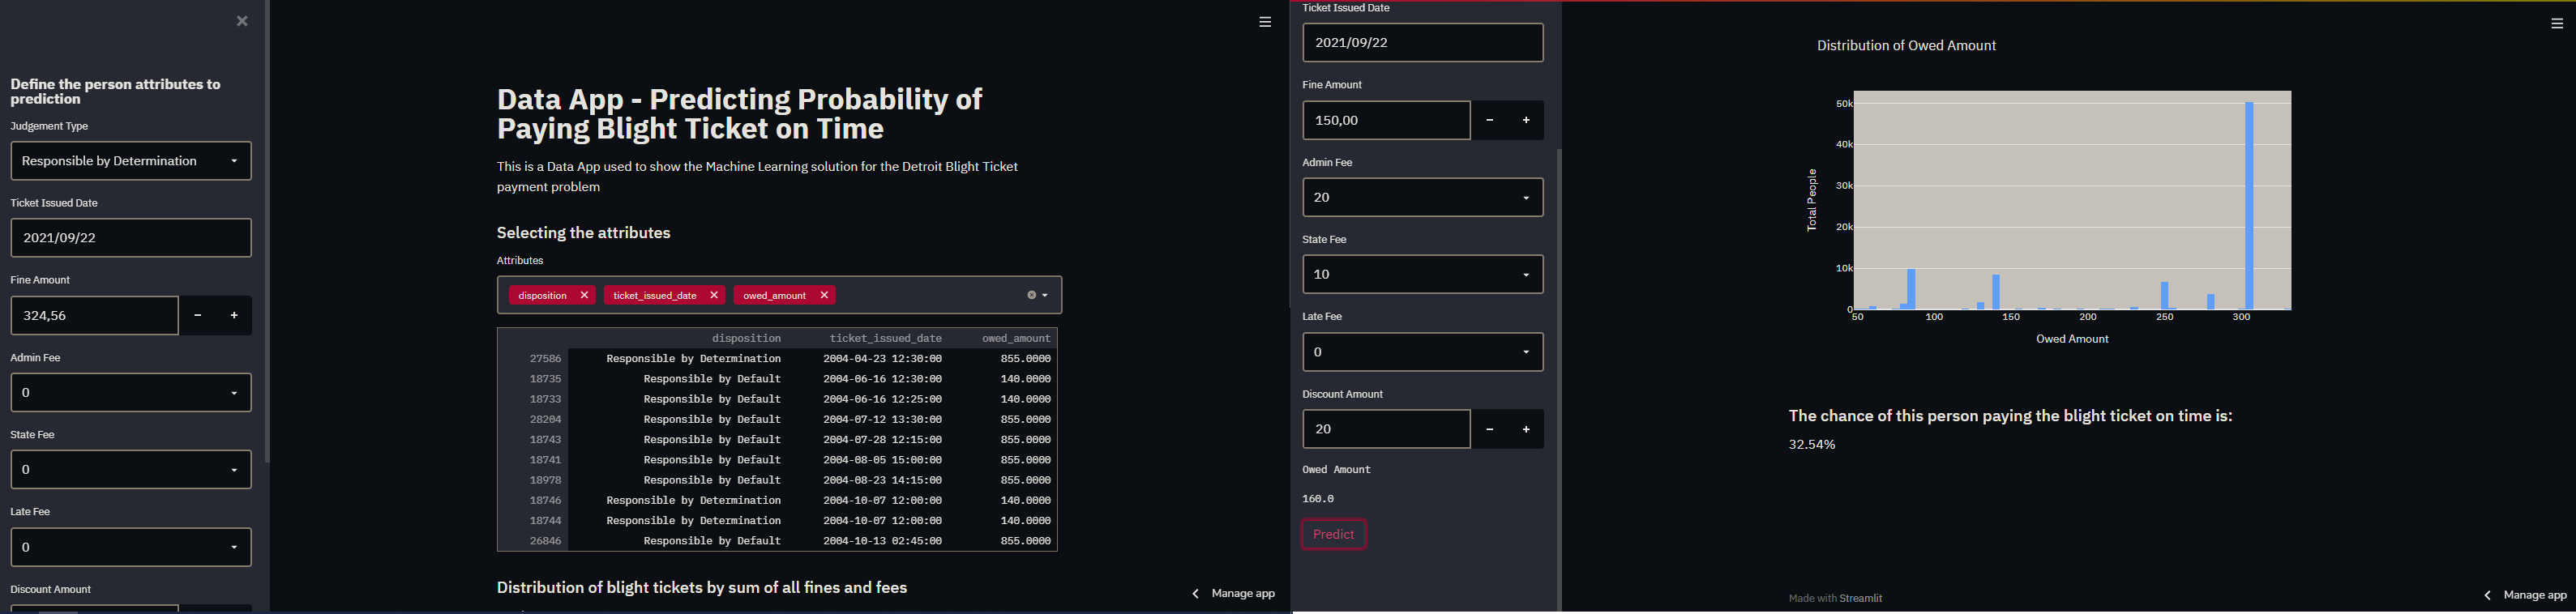 Define the person attributes to
prediction
Judgement Type
Responsible by Determination
Ticket Issued Date
2021/09/22
Fine Amount
324,56
Admin Fee
0
State Fee
0
Late Fee
0
Discount Amount
Data App - Predicting Probability of
Paying Blight Ticket on Time
This is a Data App used to show the Machine Learning solution for the Detroit Blight Ticket
payment problem
Selecting the attributes
Attributes
disposition ticket_issued_date owed_amount
disposition ticket_issued_date owed_amount
27586 Responsible by Determination 2004-04-23 12:30:00 855.0000
18735 Responsible by Default 2004-06-16 12:30:00 140.0000
18733 Responsible by Default 2004-06-16 12:25:00 140.0000
28204 Responsible by Default 2004-07-12 13:30:00 855.0000
18743 Responsible by Default 2004-07-28 12:15:00 855.0000
18741 Responsible by Default 2004-08-05 15:00:00 855.0000
18978 Responsible by Default 2004-08-23 14:15:00 855.0000
18746 Responsible by Determination 2004-10-07 12:00:00 140.0000
18744 Responsible by Determination 2004-10-07 12:00:00 140.0000
26846 Responsible by Default 2004-10-13 02:45:00 855.0000
Distribution of blight tickets by sum of all fines and fees
Manage app
Ticket Issued Date
2021/09/22
Fine Amount
150,00
Admin Fee
20
State Fee
10
Late Fee
0
Discount Amount
20
Owed Amount
160.0
Predict
Distribution of Owed Amount
Total People
50k
40k
30k
20k
10k
0
50 100 150 200 250 300
Owed Amount
The chance of this person paying the blight ticket on time is:
32.54%
Made with Streamlit
Manage app